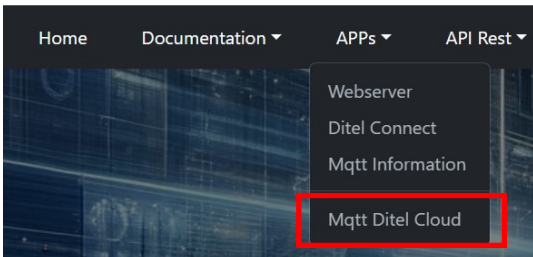 Home Documentation APPs API Rest
Webserver
Ditel Connect
Mqtt Information
Mqtt Ditel Cloud